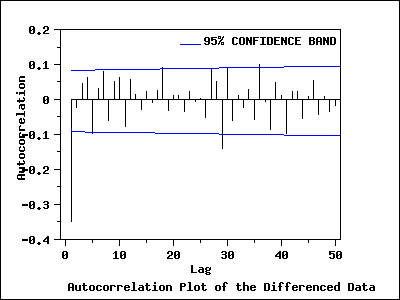 0.2
95% CONFIDENCE BAND
0.1
0
-0.1
-0.2
-0.3
-0.4
Autocorrelation
0 10 20 30 40 50
Lag
Autocorrelation Plot of the Differenced Data